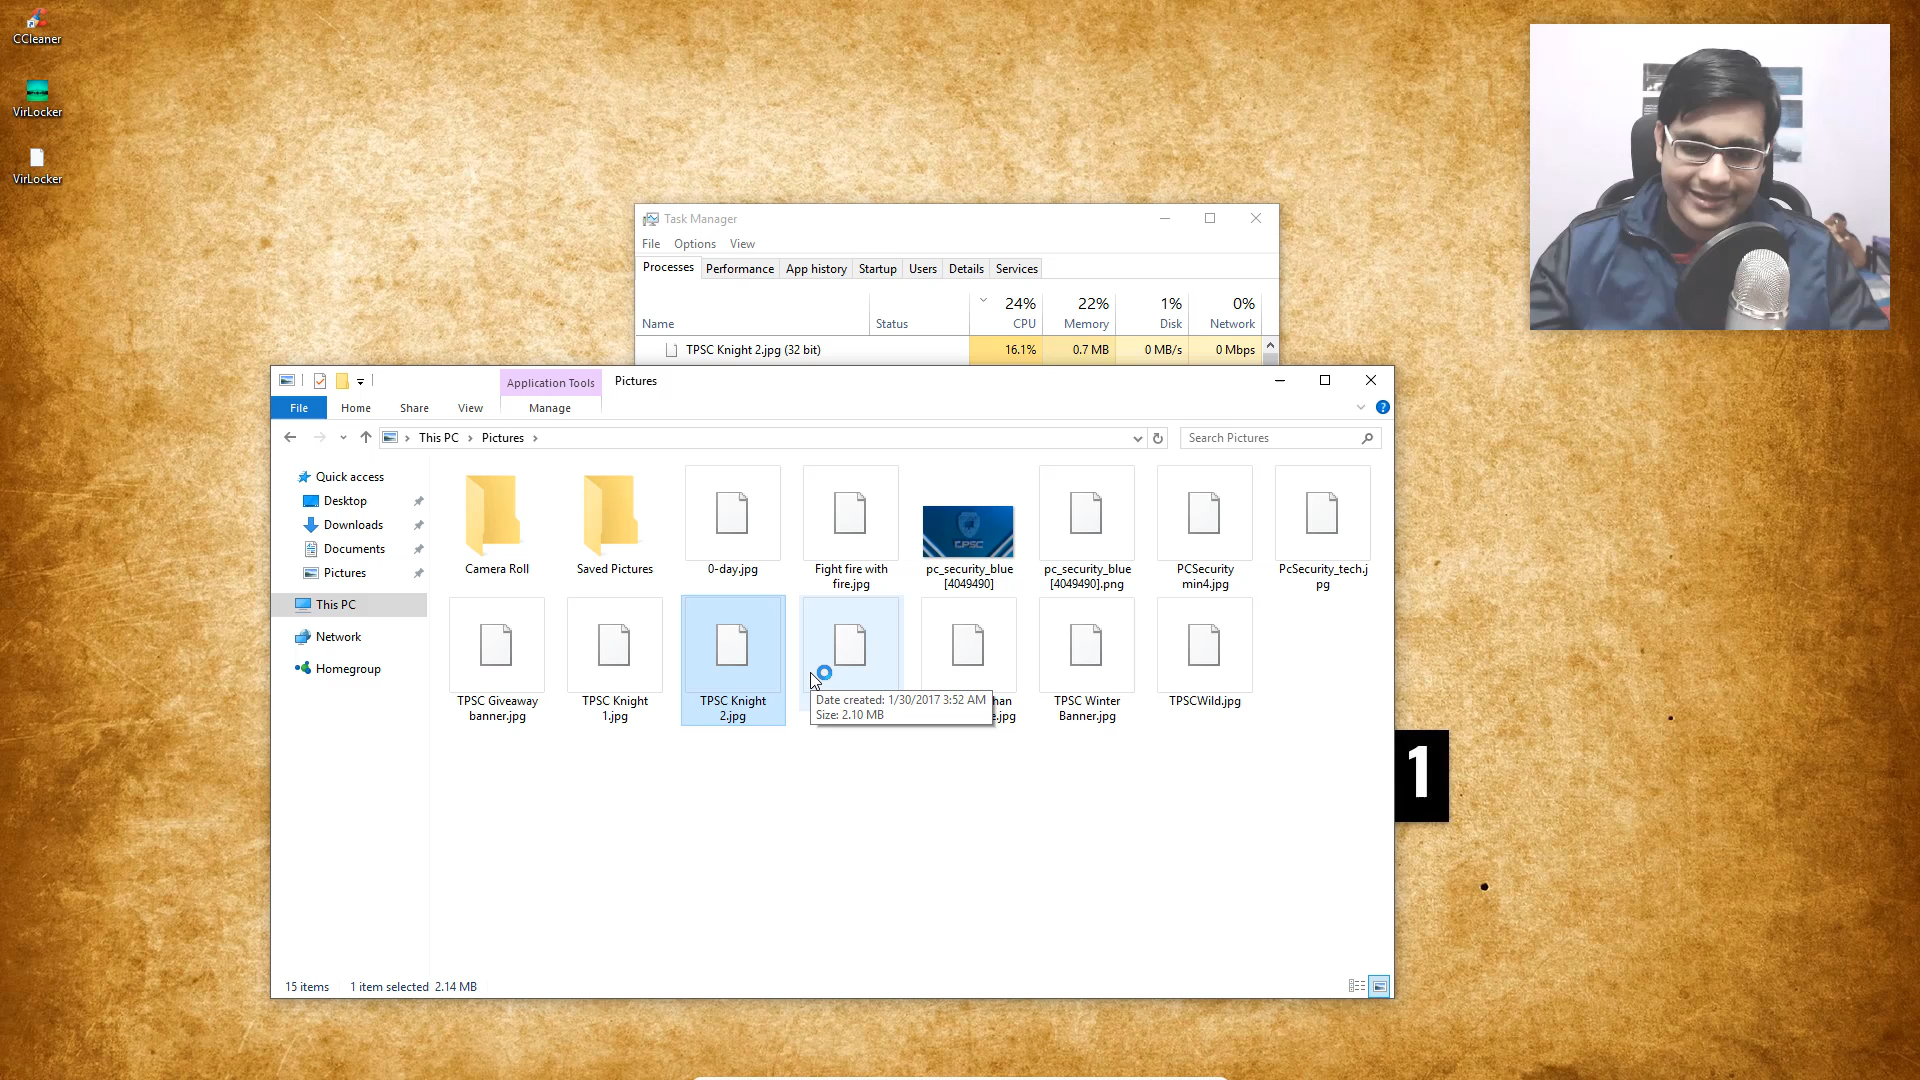 CCleaner
VirLocker
VirLocker
Task Manager
File Options View
Processes Performance App history Startup Users Details Services
24% 22% 1% 0%
Name Status CPU Memory Disk Network
TPSC Knight 2.jpg (32 bit) 16.1% 0.7 MB 0 MB/s 0 Mbps
Application Tools Pictures
File Home Share View Manage
This PC Pictures
Search Pictures
Quick access
Desktop
Downloads
Documents
Pictures
This PC
Network
Homegroup
Camera Roll
Saved Pictures
0-day.jpg
Fight fire with
fire.jpg
TPSC
pc_security_blue
[4049490]
pc_security_blue
[4049490].png
PCSecurity
min4.jpg
PcSecurity_tech.j
pg
TPSC Giveaway
banner.jpg
TPSC Knight
1.jpg
TPSC Knight
2.jpg
Date created: 1/30/2017 3:52 AM
Size: 2.10 MB
han
e.jpg
TPSC Winter
Banner.jpg
TPSCWild.jpg
1
15 items 1 item selected 2.14 MB